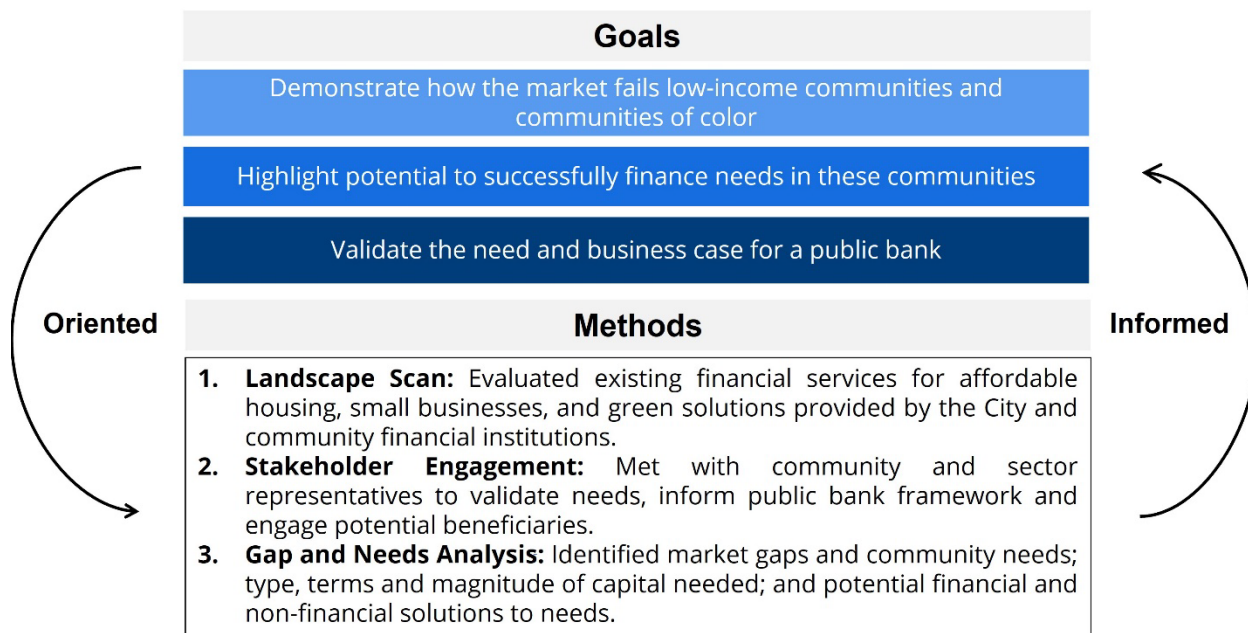 Goals
Demonstrate how the market fails low-income communities and
communities of color
Highlight potential to successfully finance needs in these communities
Validate the need and business case for a public bank
Oriented
Methods
Informed
1. Landscape Scan: Evaluated existing financial services for affordable
housing, small businesses, and green solutions provided by the City and
community financial institutions.
2. Stakeholder Engagement: Met with community and sector
representatives to validate needs, inform public bank framework and
engage potential beneficiaries.
3. Gap and Needs Analysis: Identified market gaps and community needs;
type, terms and magnitude of capital needed; and potential financial and
non-financial solutions to needs.